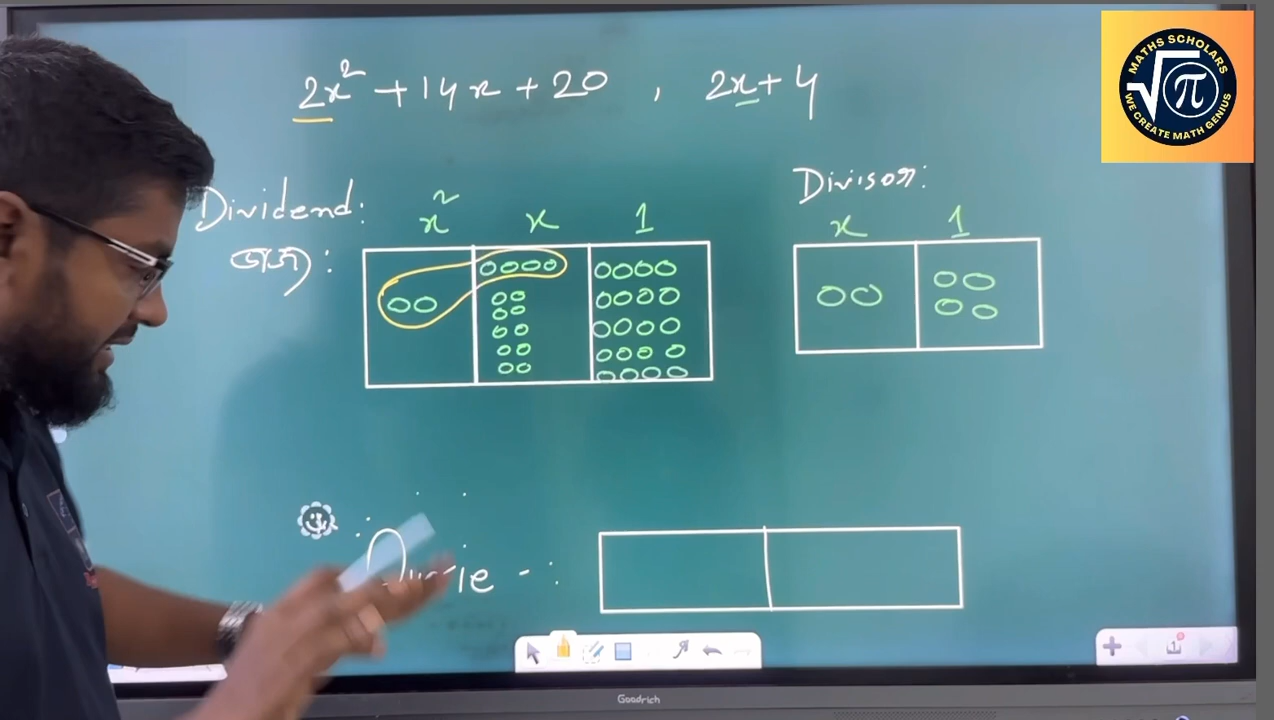 2x² + 14x + 20 , 2x + 4
Dividend:
x² x 1
Divisor:
x 1
MATHS SCHOLARS
√π
WE CREATE MATH GENIUS
Goodrich